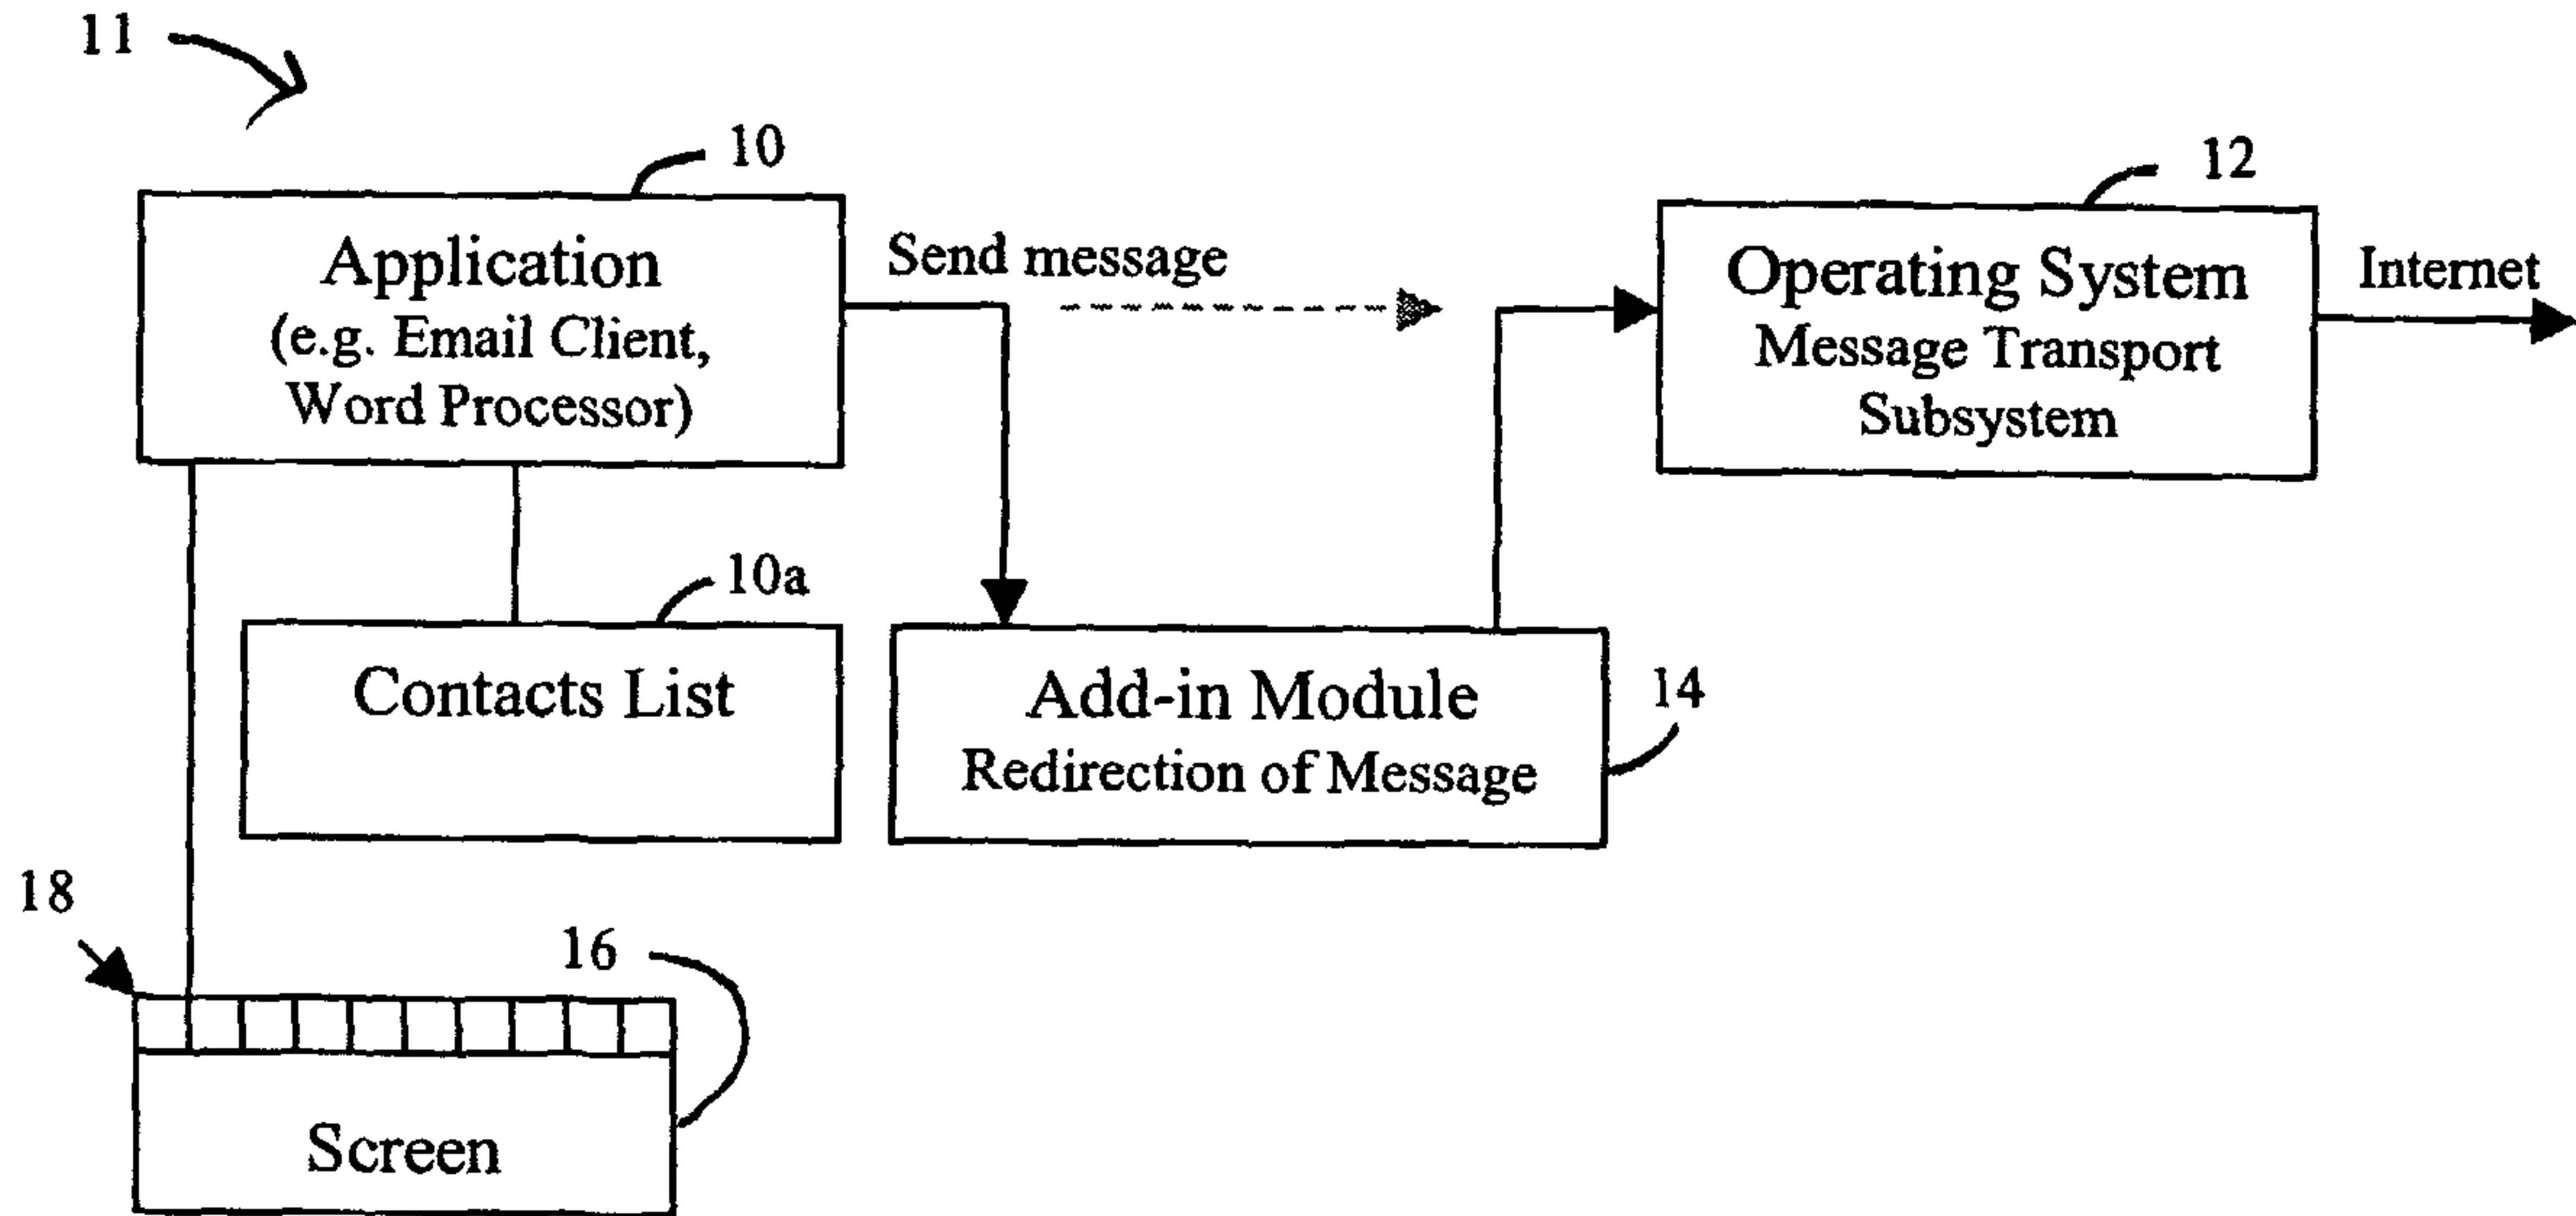 11
10
12
Application
(e.g. Email Client,
Word Processor)
Send message
Operating System
Message Transport
Subsystem
Internet
10a
Contacts List
Add-in Module
Redirection of Message
14
18
16
Screen